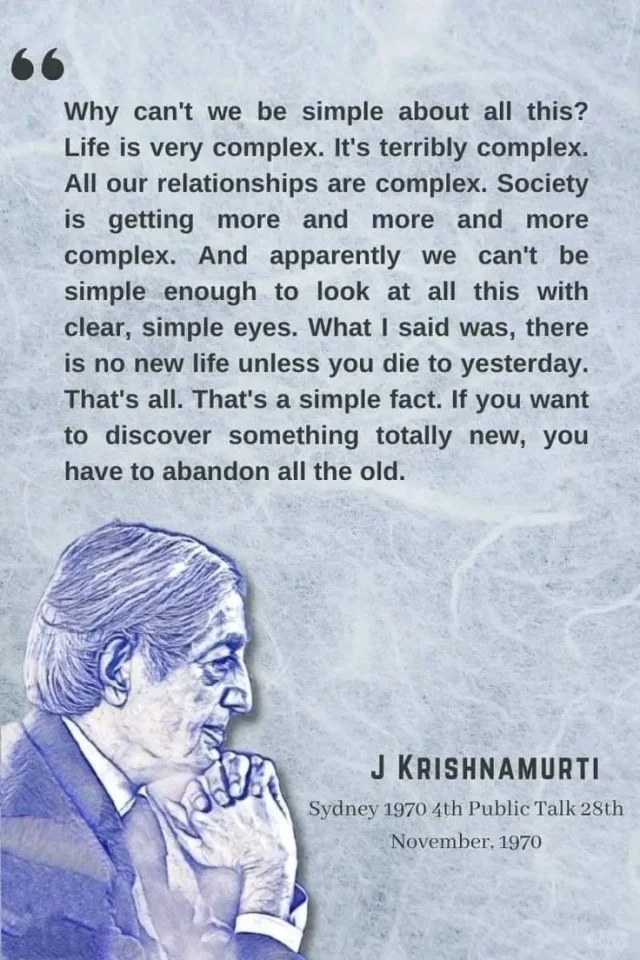 Why can't we be simple about all this?
Life is very complex. It's terribly complex.
All our relationships are complex. Society
is getting more and more and more
complex. And apparently we can't be
simple enough to look at all this with
clear, simple eyes. What I said was, there
is no new life unless you die to yesterday.
That's all. That's a simple fact. If you want
to discover something totally new, you
have to abandon all the old.
J KRISHNAMURTI
Sydney 1970 4th Public Talk 28th
November, 1970